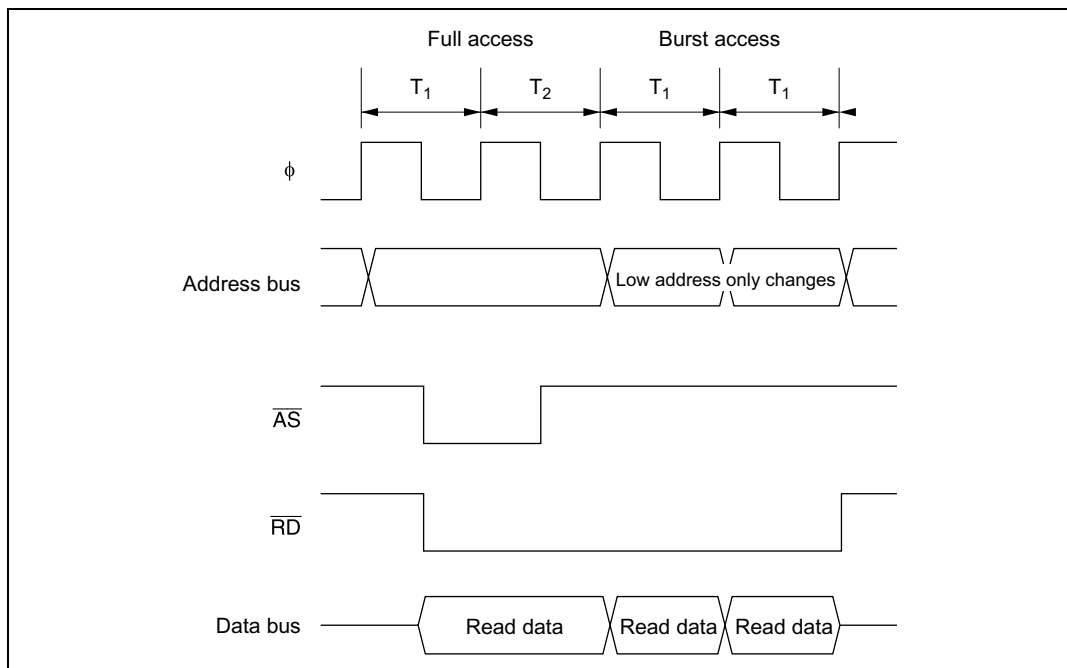 Full access Burst access
T1 T2 T1 T1
ϕ
Address bus
Low address only changes
AS
RD
Data bus
Read data Read data Read data